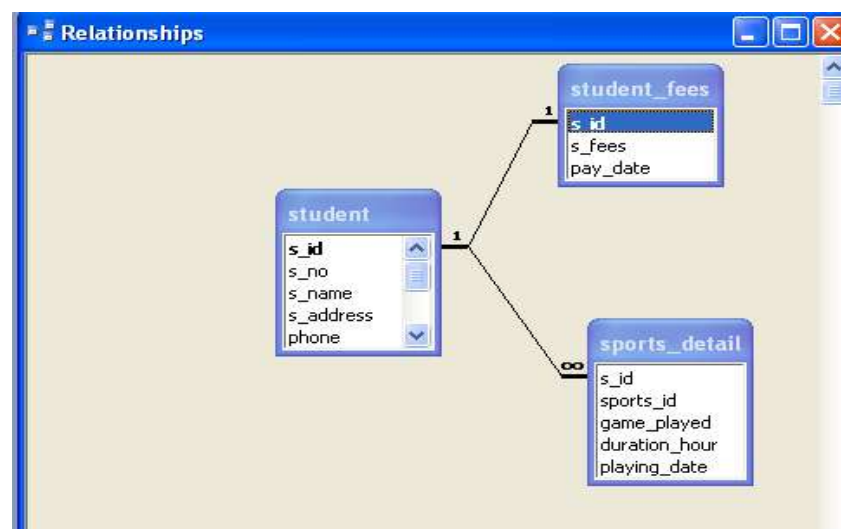 Relationships
student_fees
s_id
s_fees
pay_date
1
student
s_id
s_no
s_name
s_address
phone
1
sports_detail
s_id
sports_id
game_played
duration_hour
playing_date
∞